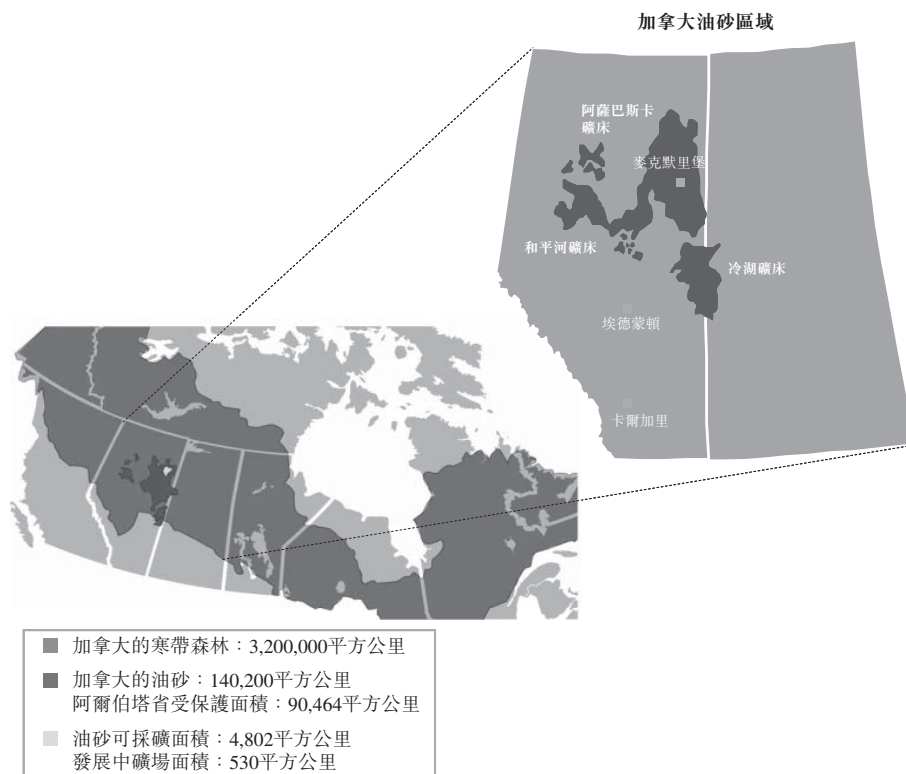 加拿大油砂區域
阿薩巴斯卡
礦床
麥克默里堡
和平河礦床
冷湖礦床
埃德蒙頓
卡爾加里
加拿大的寒帶森林：3,200,000平方公里
加拿大的油砂：140,200平方公里
阿爾伯塔省受保護面積：90,464平方公里
油砂可採礦面積：4,802平方公里
發展中礦場面積：530平方公里